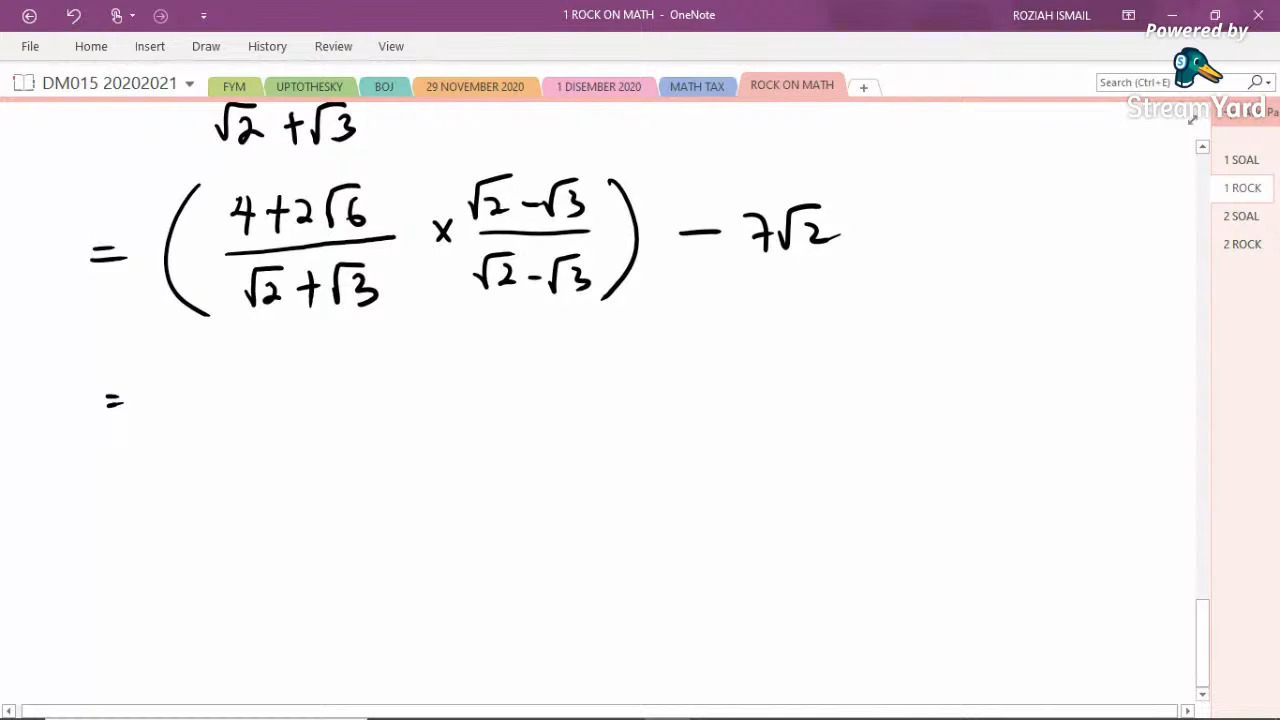 1 ROCK ON MATH - OneNote
ROZIAH ISMAIL
Powered by
File Home Insert Draw History Review View
DM015 20202021
FYM UPTOTHESKY BOJ 29 NOVEMBER 2020 1 DISEMBER 2020 MATH TAX ROCK ON MATH +
Search (Ctrl+E)
StreamYard
Pa
1 SOAL
1 ROCK
2 SOAL
2 ROCK
√2 + √3
= ( (4 + 2√6)/(√2 + √3) × (√2 - √3)/(√2 - √3) ) - 7√2
=